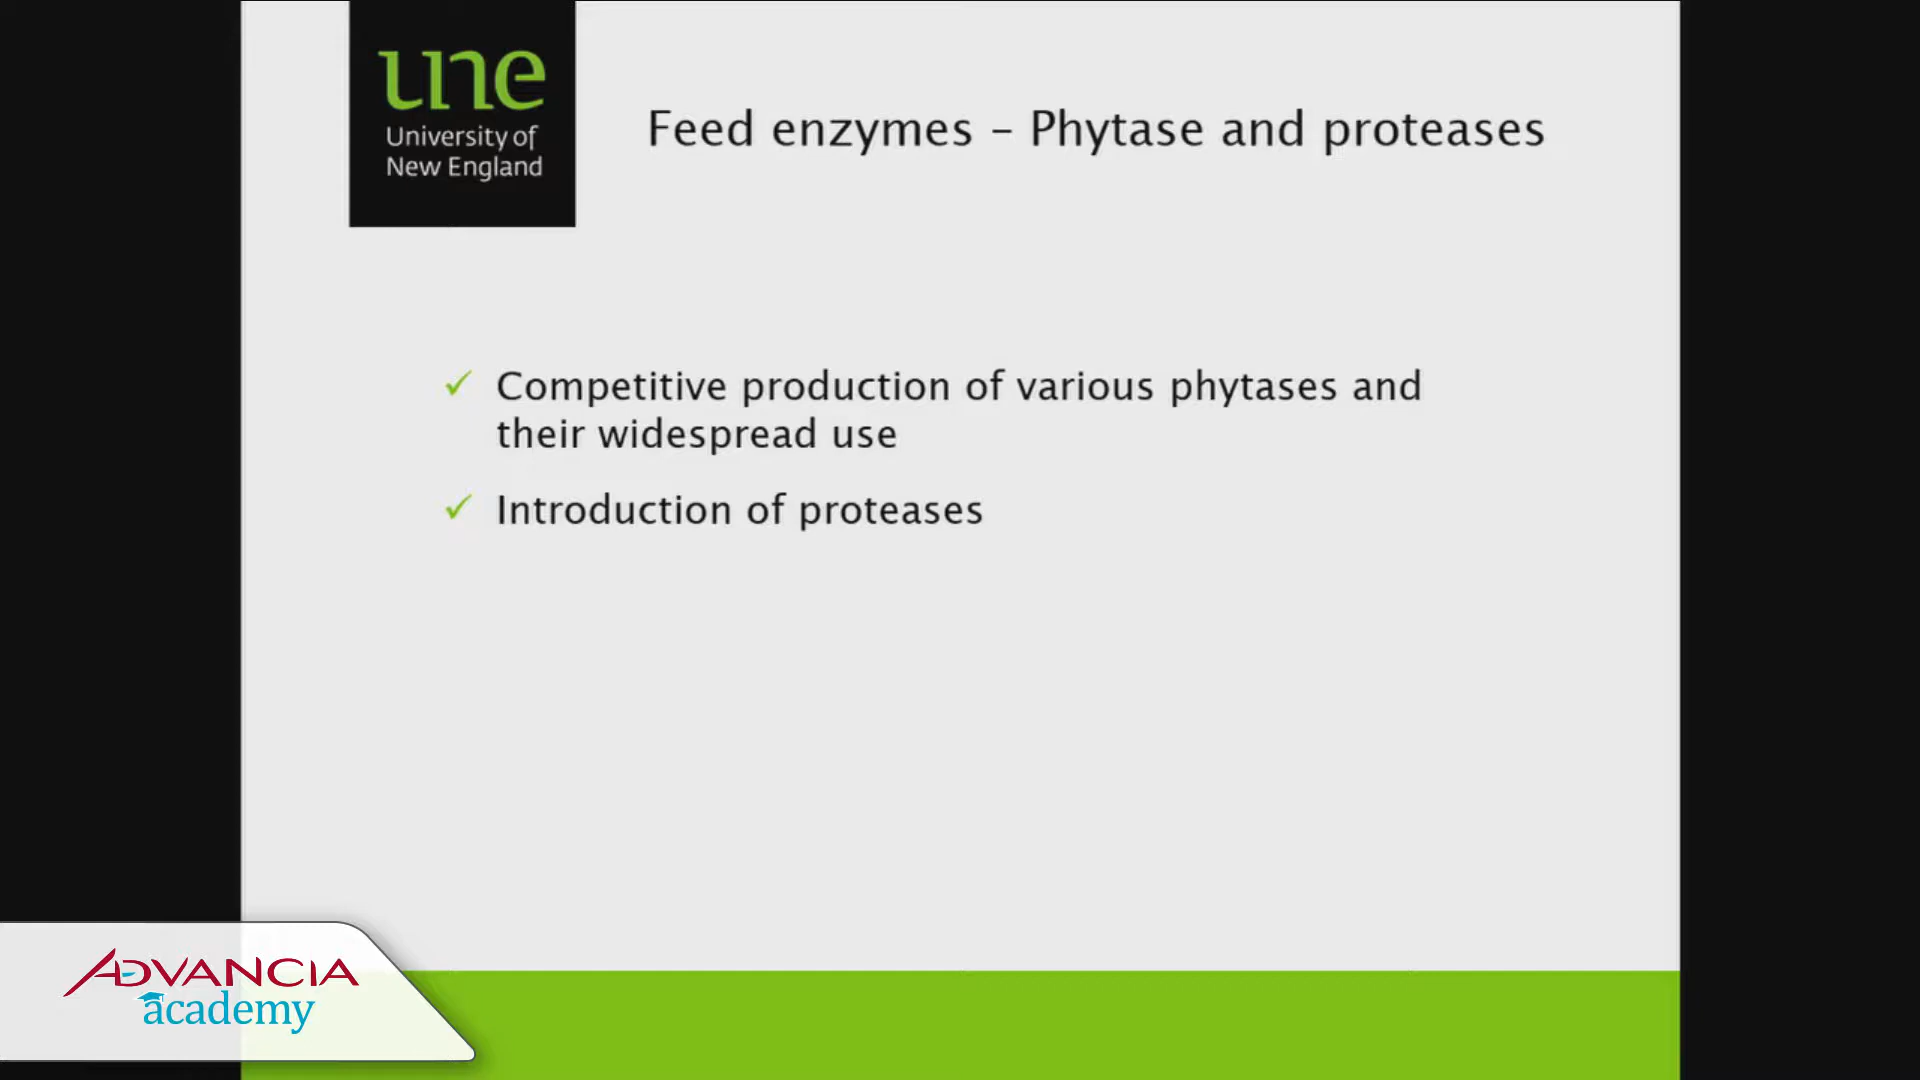 une
University of
New England
Feed enzymes – Phytase and proteases
✓ Competitive production of various phytases and
their widespread use
✓ Introduction of proteases
ADVANCIA
academy